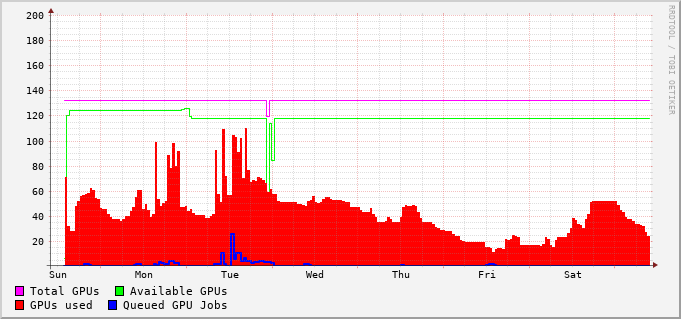 200
180
160
140
120
100
80
60
40
20
Sun Mon Tue Wed Thu Fri Sat
Total GPUs Available GPUs
GPUs used Queued GPU Jobs
RRDTOOL / TOBI OETIKER